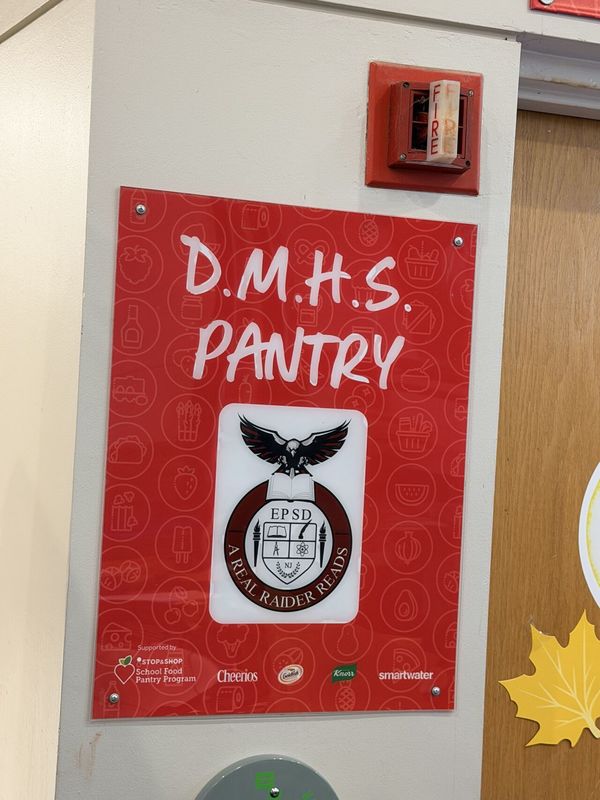 FIRE
FIRE
D.M.H.S.
PANTRY
EPSD
NJ
A REAL RAIDER READS
Supported by
STOP&SHOP
School Food
Pantry Program
Cheerios
Goldfish
Knorr
smartwater